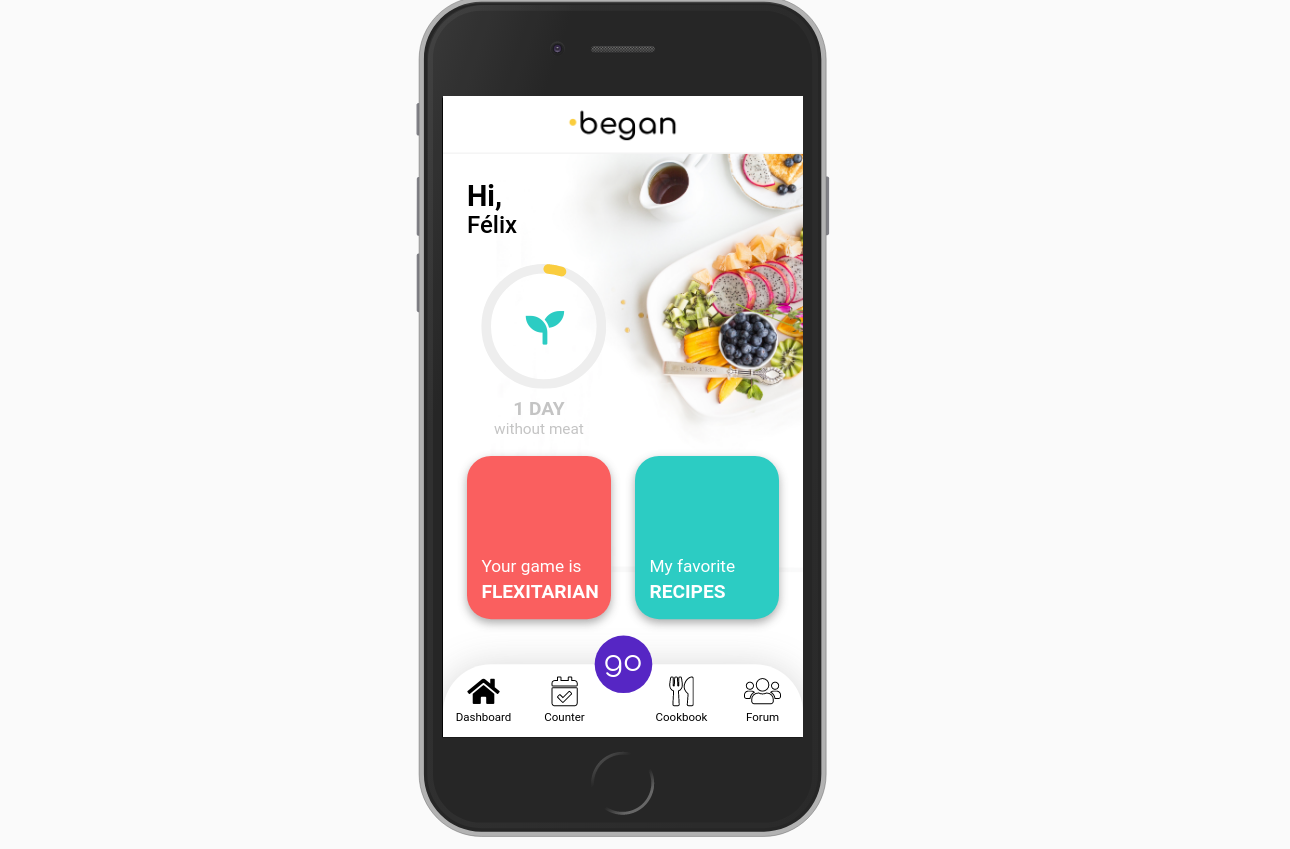 began
Hi,
Félix
1 DAY
without meat
Your game is
FLEXITARIAN
My favorite
RECIPES
go
Dashboard
Counter
Cookbook
Forum